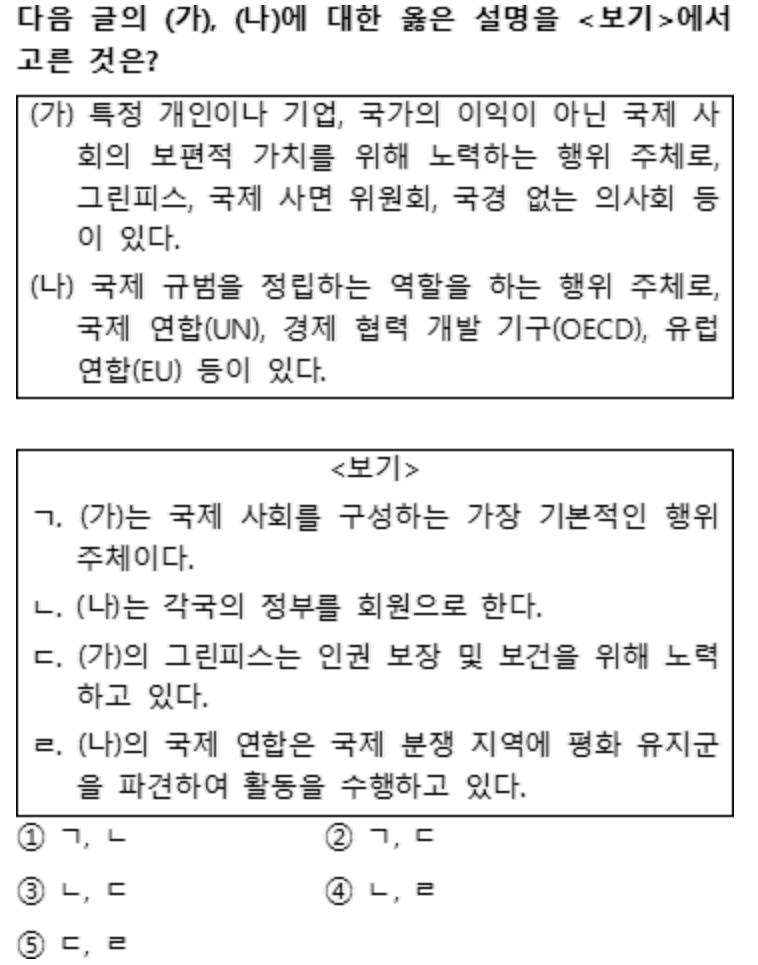 다음 글의 (가), (나)에 대한 옳은 설명을 <보기>에서
고른 것은?
(가) 특정 개인이나 기업, 국가의 이익이 아닌 국제 사
회의 보편적 가치를 위해 노력하는 행위 주체로,
그린피스, 국제 사면 위원회, 국경 없는 의사회 등
이 있다.
(나) 국제 규범을 정립하는 역할을 하는 행위 주체로,
국제 연합(UN), 경제 협력 개발 기구(OECD), 유럽
연합(EU) 등이 있다.
<보기>
ㄱ. (가)는 국제 사회를 구성하는 가장 기본적인 행위
주체이다.
ㄴ. (나)는 각국의 정부를 회원으로 한다.
ㄷ. (가)의 그린피스는 인권 보장 및 보건을 위해 노력
하고 있다.
ㄹ. (나)의 국제 연합은 국제 분쟁 지역에 평화 유지군
을 파견하여 활동을 수행하고 있다.
① ㄱ, ㄴ ② ㄱ, ㄷ
③ ㄴ, ㄷ ④ ㄴ, ㄹ
⑤ ㄷ, ㄹ